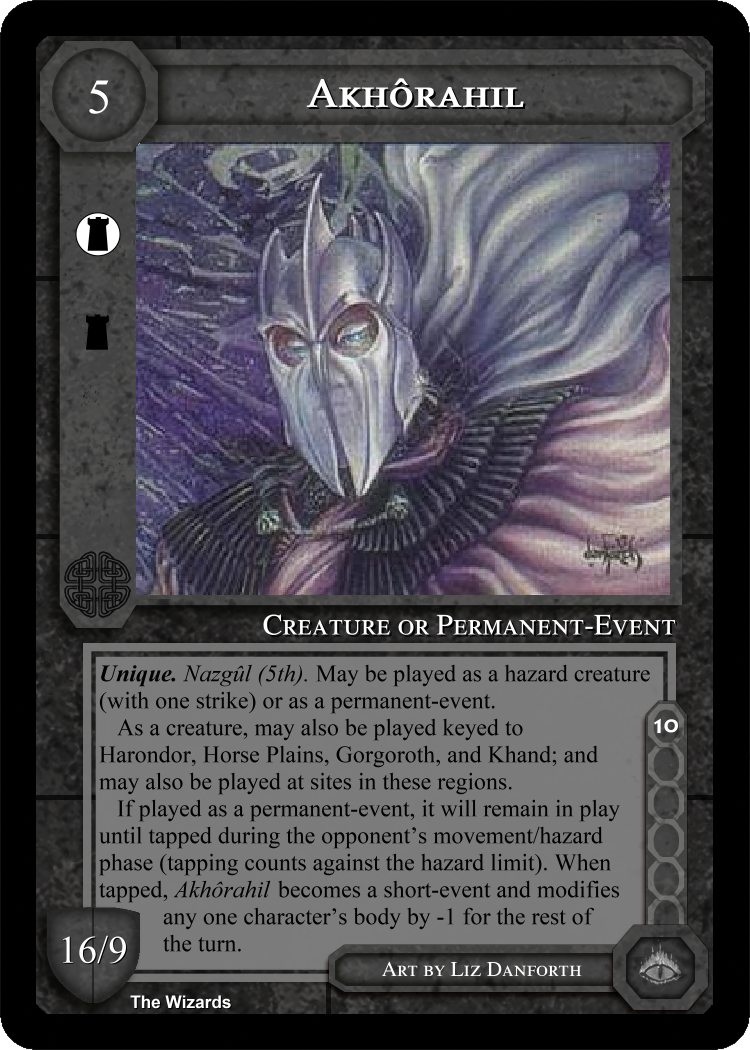 5
AKHÔRAHIL
CREATURE OR PERMANENT-EVENT
Unique. Nazgûl (5th). May be played as a hazard creature
(with one strike) or as a permanent-event.
As a creature, may also be played keyed to
Harondor, Horse Plains, Gorgoroth, and Khand; and
may also be played at sites in these regions.
If played as a permanent-event, it will remain in play
until tapped during the opponent's movement/hazard
phase (tapping counts against the hazard limit). When
tapped, Akhôrahil becomes a short-event and modifies
any one character's body by -1 for the rest of
the turn.
10
16/9
ART BY LIZ DANFORTH
The Wizards